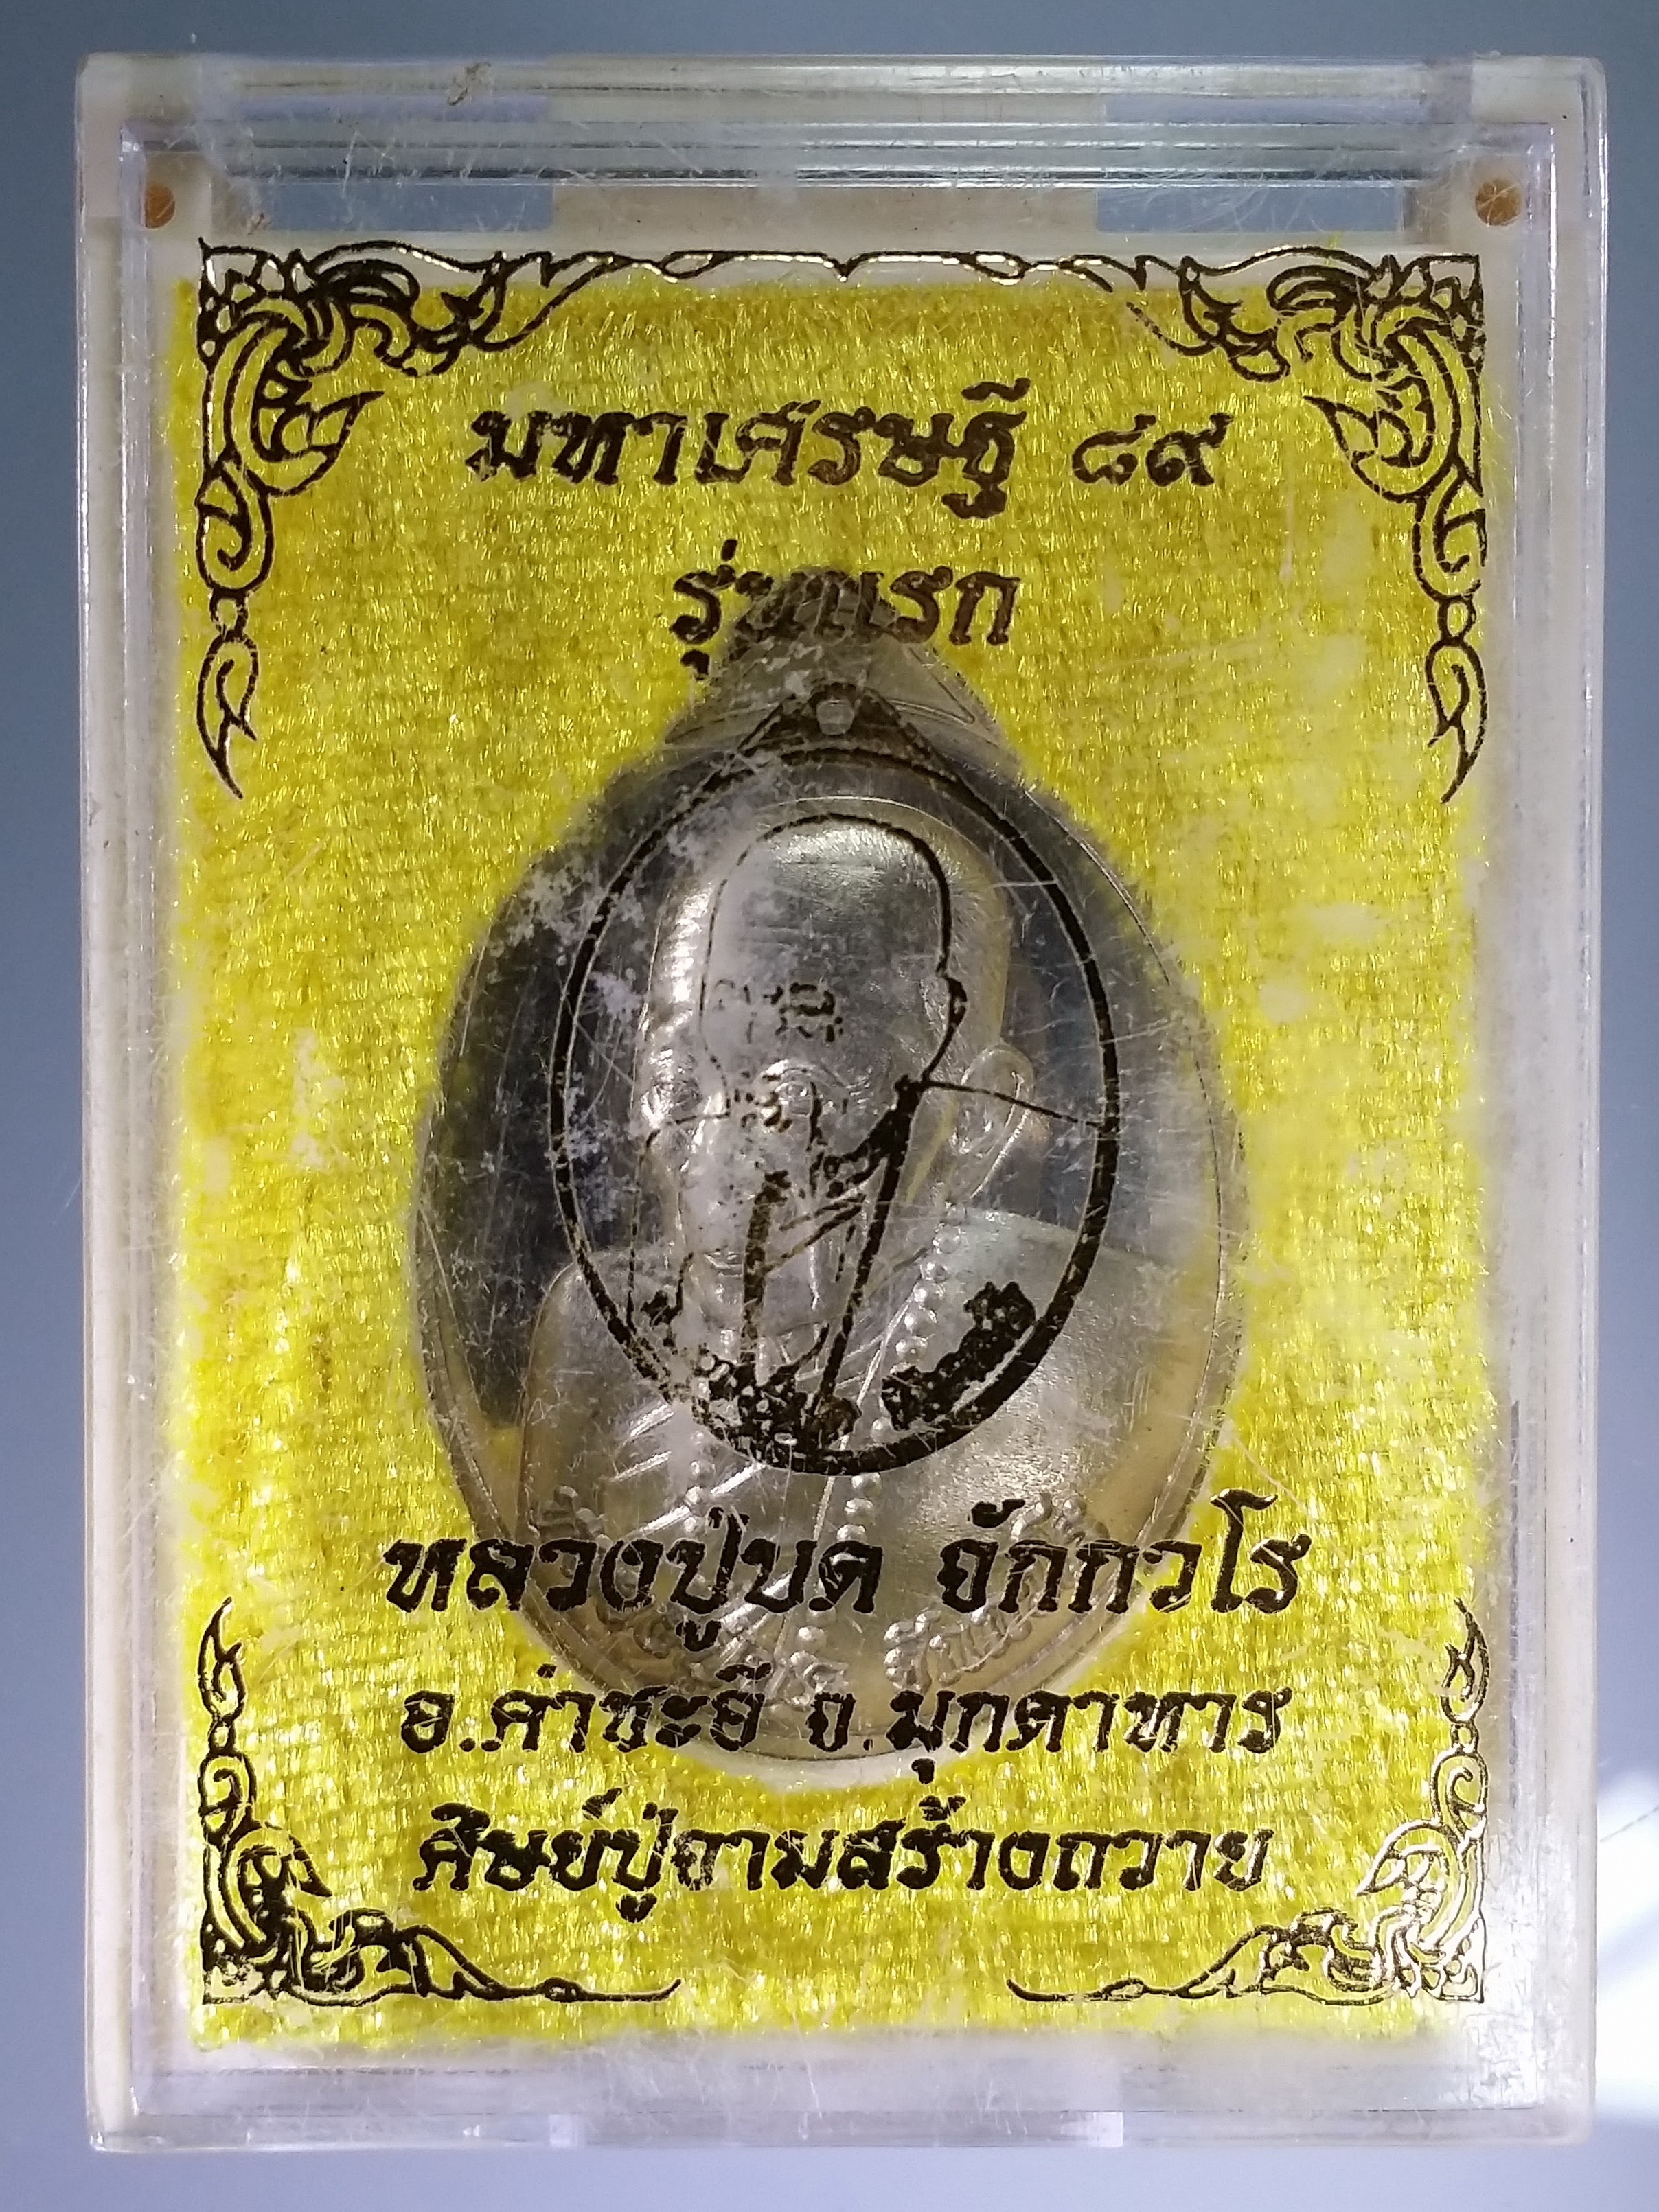 มหาเศรษฐี ๘๙
รุ่นแรก
หลวงปู่บด ถักกวโร
อ.คำชะอี จ.มุกดาหาร
ศิษย์ปู่ถามสร้างถวาย